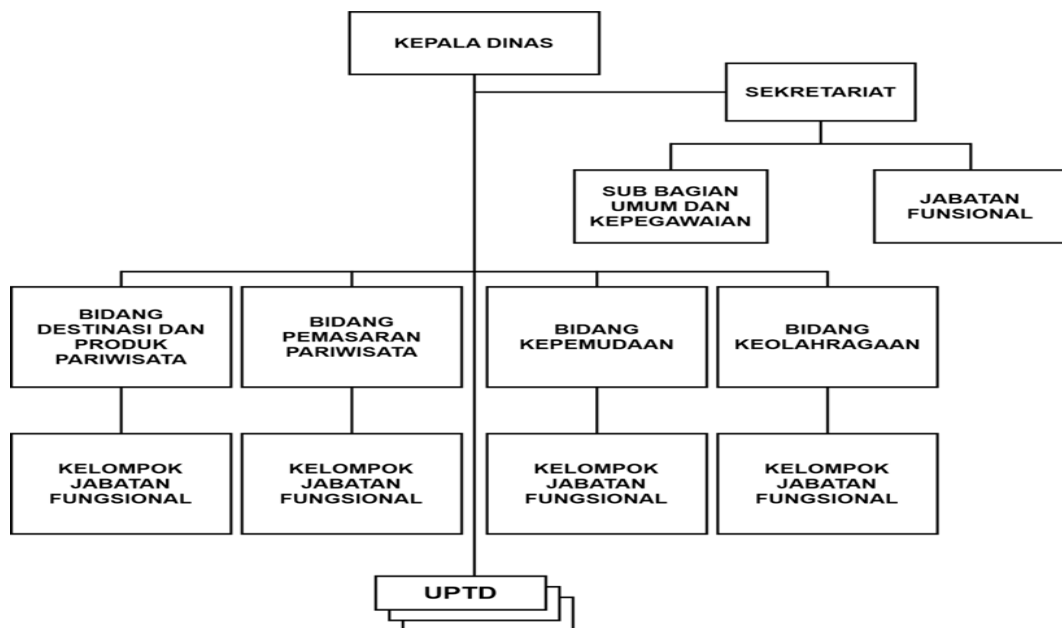 KEPALA DINAS
SEKRETARIAT
SUB BAGIAN
UMUM DAN
KEPEGAWAIAN
JABATAN
FUNSIONAL
BIDANG
DESTINASI DAN
PRODUK
PARIWISATA
BIDANG
PEMASARAN
PARIWISATA
BIDANG
KEPEMUDAAN
BIDANG
KEOLAHRAGAAN
KELOMPOK
JABATAN
FUNGSIONAL
KELOMPOK
JABATAN
FUNGSIONAL
KELOMPOK
JABATAN
FUNGSIONAL
KELOMPOK
JABATAN
FUNGSIONAL
UPTD